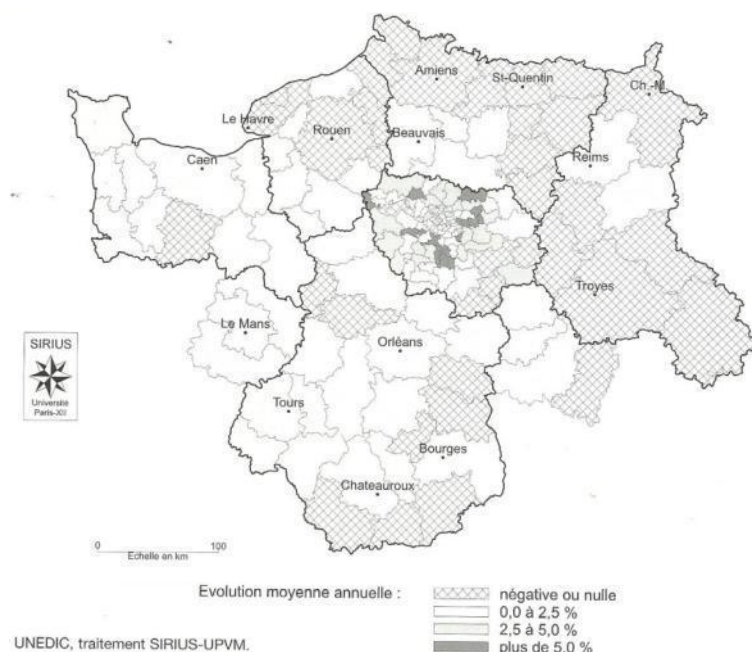 Amiens
St-Quentin
Ch.-M.
Le Havre
Rouen
Beauvais
Reims
Caen
Troyes
Le Mans
SIRIUS
Université
Paris-XII
Orléans
Tours
Bourges
Chateauroux
0 100
Echelle en km
Evolution moyenne annuelle :
négative ou nulle
0,0 à 2,5 %
2,5 à 5,0 %
plus de 5,0 %
UNEDIC, traitement SIRIUS-UPVM.